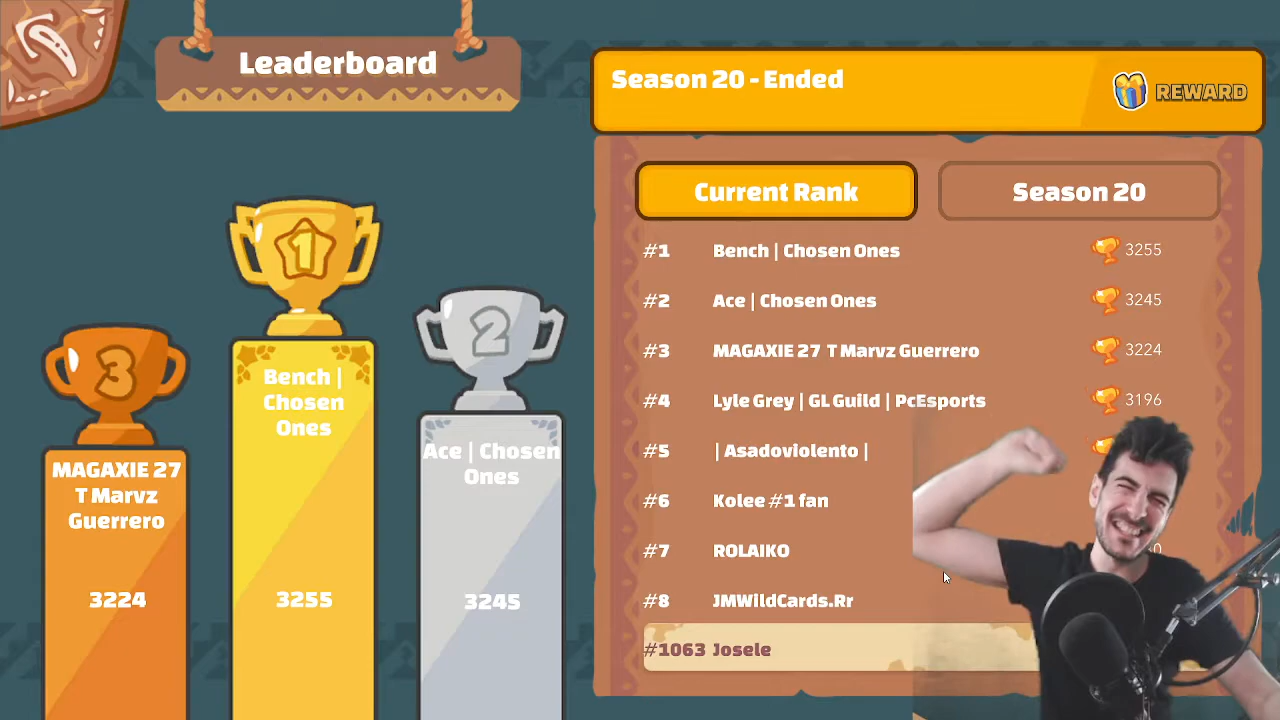 Leaderboard
Season 20 - Ended
REWARD
Current Rank
Season 20
#1 Bench | Chosen Ones 3255
#2 Ace | Chosen Ones 3245
#3 MAGAXIE 27 T Marvz Guerrero 3224
#4 Lyle Grey | GL Guild | PcEsports 3196
#5 | Asadoviolento |
#6 Kolee #1 fan
#7 ROLAIKO
#8 JMWildCards.Rr
#1063 Josele
1
Bench |
Chosen
Ones
3255
2
Ace | Chosen
Ones
3245
3
MAGAXIE 27
T Marvz
Guerrero
3224